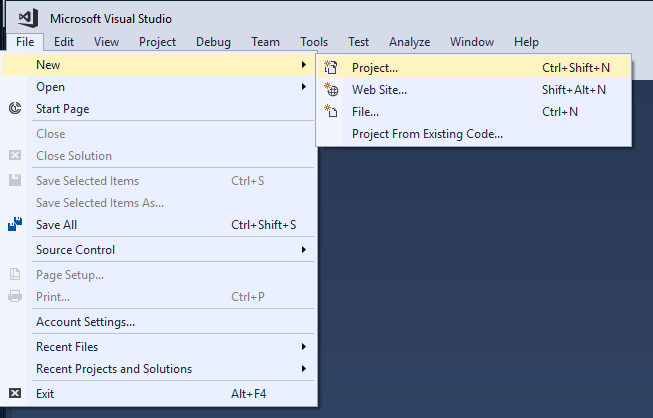 Microsoft Visual Studio
File Edit View Project Debug Team Tools Test Analyze Window Help
New
Project... Ctrl+Shift+N
Open
Web Site... Shift+Alt+N
Start Page
File... Ctrl+N
Close
Project From Existing Code...
Close Solution
Save Selected Items Ctrl+S
Save Selected Items As...
Save All Ctrl+Shift+S
Source Control
Page Setup...
Print... Ctrl+P
Account Settings...
Recent Files
Recent Projects and Solutions
Exit Alt+F4